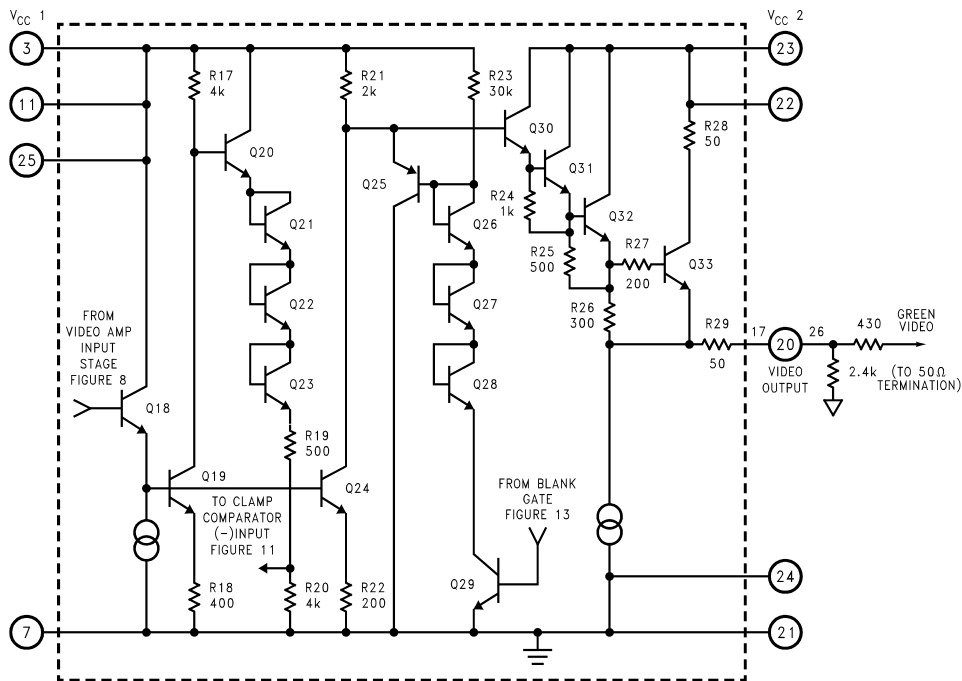 VCC 1
VCC 2
3
11
25
7
23
22
20
24
21
17
26
R17
4k
Q20
Q21
Q22
Q23
R19
500
R20
4k
R21
2k
Q25
R23
30k
Q26
Q27
Q28
Q30
Q31
R24
1k
Q32
R25
500
R27
200
Q33
R28
50
R26
300
R29
50
VIDEO
OUTPUT
430
GREEN
VIDEO
2.4k
(TO 50Ω
TERMINATION)
FROM
VIDEO AMP
INPUT
STAGE
FIGURE 8
Q18
Q19
R18
400
TO CLAMP
COMPARATOR
(-)INPUT
FIGURE 11
Q24
R22
200
FROM BLANK
GATE
FIGURE 13
Q29